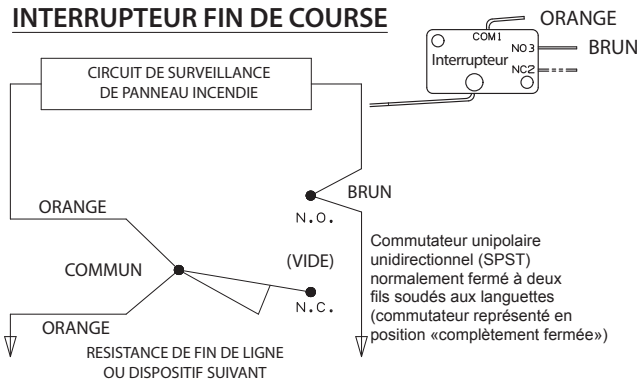 INTERRUPTEUR FIN DE COURSE
ORANGE
COM1
NO3
BRUN
Interrupteur
NC2
CIRCUIT DE SURVEILLANCE
DE PANNEAU INCENDIE
BRUN
ORANGE
N.O.
COMMUN
(VIDE)
N.C.
Commutateur unipolaire
unidirectionnel (SPST)
normalement fermé à deux
fils soudés aux languettes
(commutateur représenté en
position «complètement fermée»)
ORANGE
RESISTANCE DE FIN DE LIGNE
OU DISPOSITIF SUIVANT